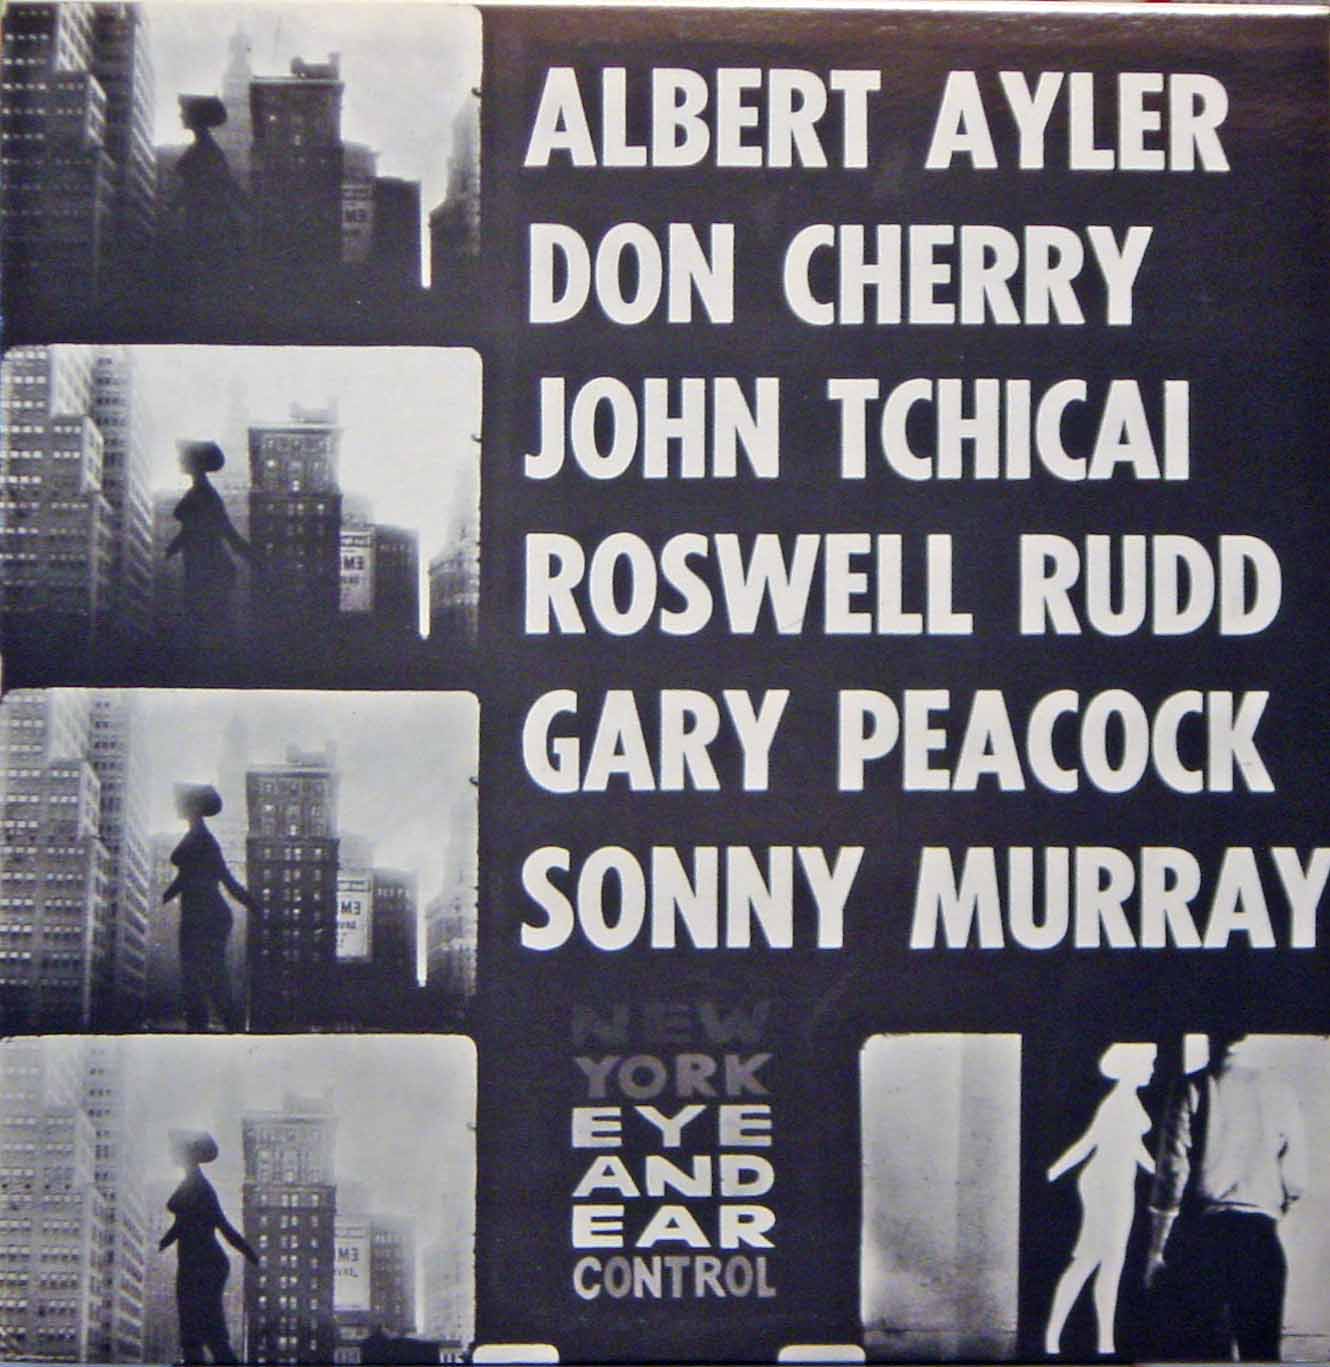 ALBERT AYLER
DON CHERRY
JOHN TCHICAI
ROSWELL RUDD
GARY PEACOCK
SONNY MURRAY
NEW
YORK
EYE
AND
EAR
CONTROL